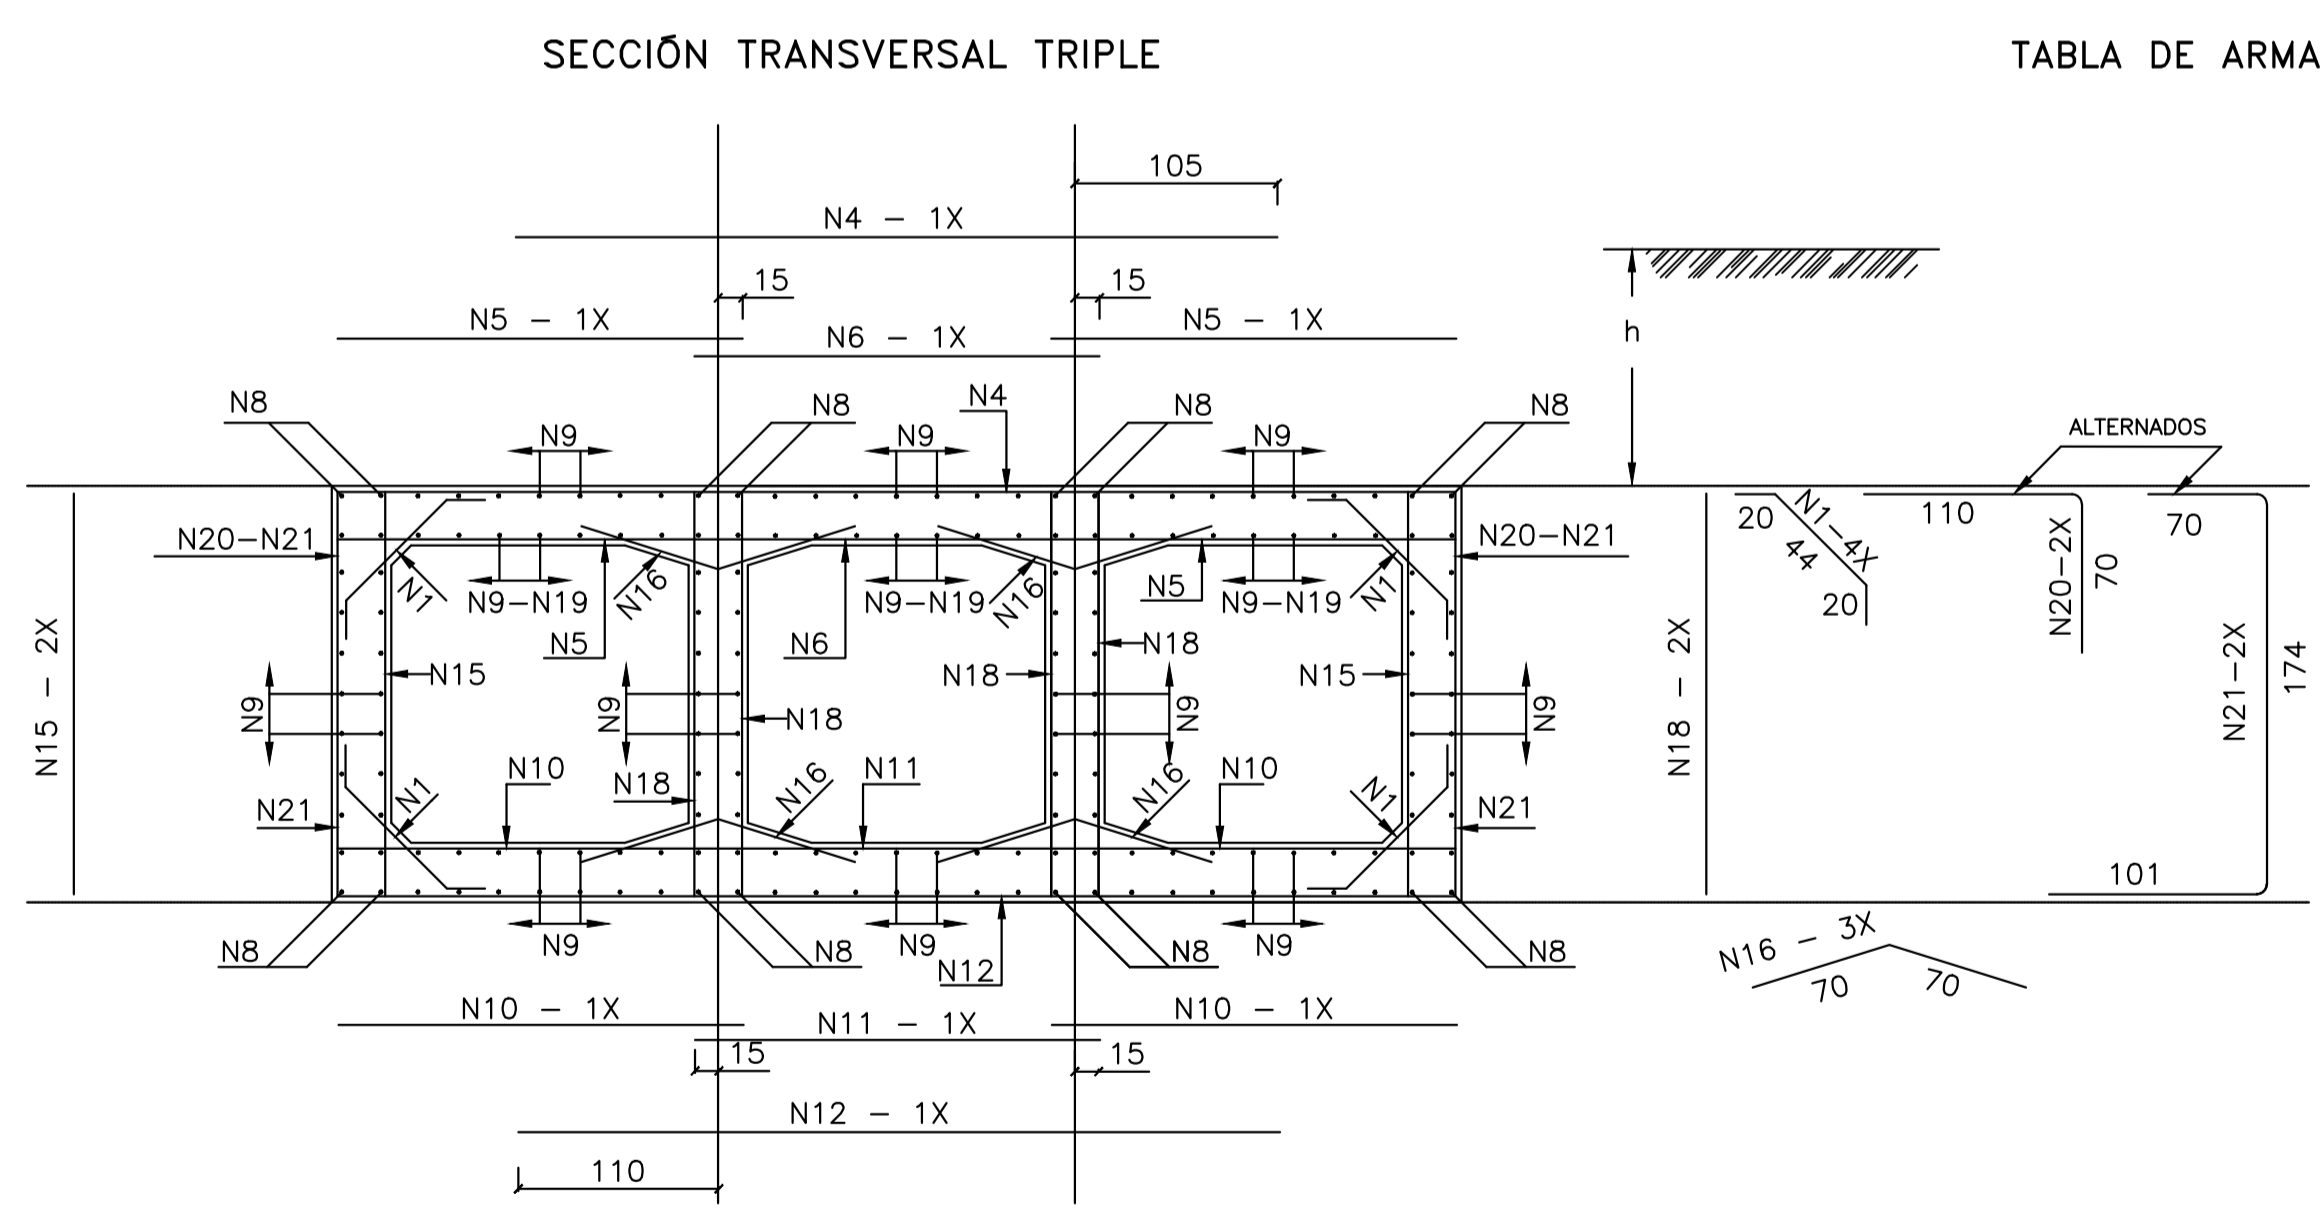 SECCIÓN TRANSVERSAL TRIPLE
TABLA DE ARMA
105
N4 - 1X
15
15
N5 - 1X
N6 - 1X
N5 - 1X
h
N8
N9
N8
N9
N4
N8
N9
N8
ALTERNADOS
N20-N21
N1
N9-N19
N16
N5
N6
N9-N19
N16
N5
N9-N19
N1
N20-N21
N18
N15 - 2X
N15
N18
N15
N9
N9
N18
N9
N9
N21
N1
N10
N18
N16
N11
N16
N10
N1
N21
N18 - 2X
20
N1-4X
44
20
110
N20-2X
70
70
N21-2X
174
101
N8
N9
N8
N9
N12
N8
N9
N8
N16 - 3X
70
70
N10 - 1X
N11 - 1X
N10 - 1X
15
15
N12 - 1X
110